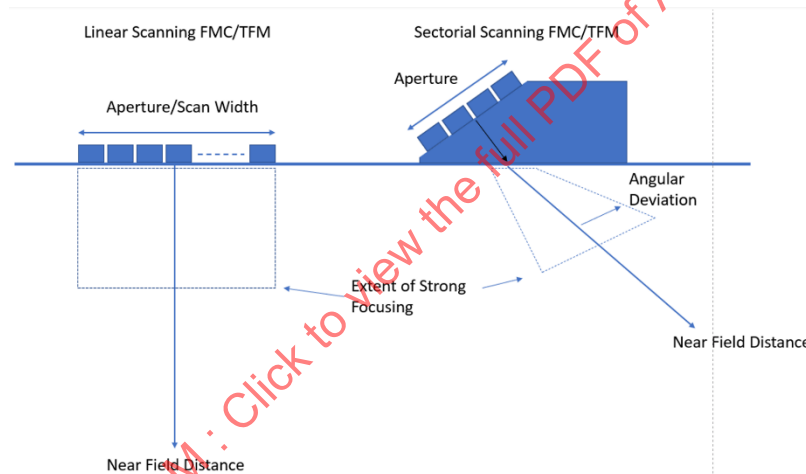 Linear Scanning FMC/TFM
Sectorial Scanning FMC/TFM
Aperture
Aperture/Scan Width
Angular
Deviation
Extent of Strong
Focusing
Near Field Distance
Near Field Distance
M : Click to view the full PDF of A